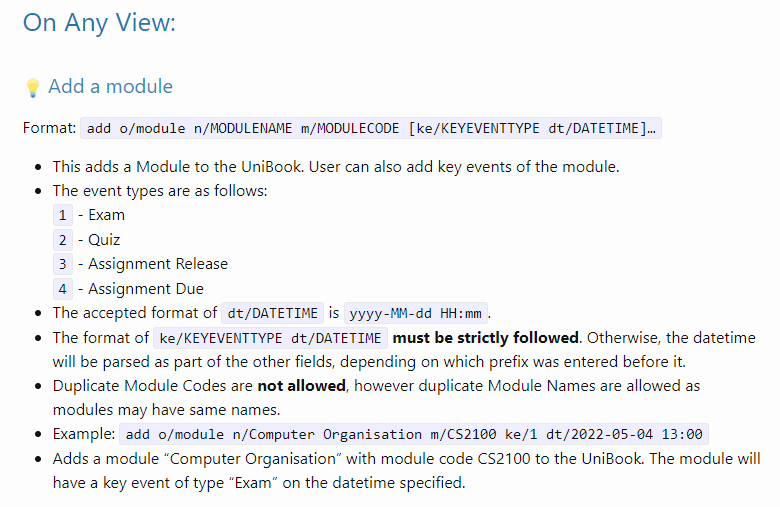 On Any View:
💡 Add a module
Format: add o/module n/MODULENAME m/MODULECODE [ke/KEYEVENTTYPE dt/DATETIME]…
• This adds a Module to the UniBook. User can also add key events of the module.
• The event types are as follows:
1 - Exam
2 - Quiz
3 - Assignment Release
4 - Assignment Due
• The accepted format of dt/DATETIME is yyyy-MM-dd HH:mm.
• The format of ke/KEYEVENTTYPE dt/DATETIME must be strictly followed. Otherwise, the datetime
will be parsed as part of the other fields, depending on which prefix was entered before it.
• Duplicate Module Codes are not allowed, however duplicate Module Names are allowed as
modules may have same names.
• Example: add o/module n/Computer Organisation m/CS2100 ke/1 dt/2022-05-04 13:00
• Adds a module “Computer Organisation” with module code CS2100 to the UniBook. The module will
have a key event of type “Exam” on the datetime specified.